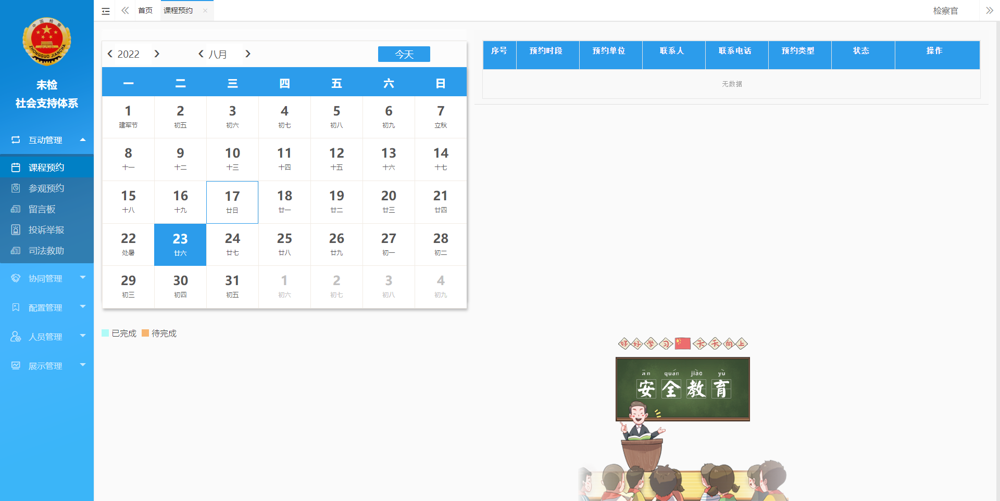 首页 课程预约 检察官
中国检察
ZHONGGUO JIANCHA
未检
社会支持体系
互动管理
课程预约
参观预约
留言板
投诉举报
司法救助
协同管理
配置管理
人员管理
展示管理
2022 八月 今天
一 二 三 四 五 六 日
1 2 3 4 5 6 7
建军节 初五 初六 初七 初八 初九 立秋
8 9 10 11 12 13 14
十一 十二 十三 十四 十五 十六 十七
15 16 17 18 19 20 21
十八 十九 廿日 廿一 廿二 廿三 廿四
22 23 24 25 26 27 28
处暑 廿六 廿七 廿八 廿九 初一 初二
29 30 31 1 2 3 4
初三 初四 初五 初六 初七 初八 初九
已完成 待完成
序号 预约时段 预约单位 联系人 联系电话 预约类型 状态 操作
无数据
好好学习 天天向上
ān quán jiào yù
安全教育